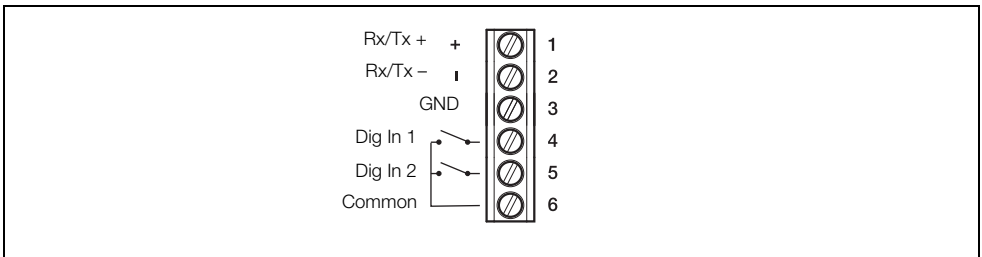 Rx/Tx + + 1
Rx/Tx – – 2
GND 3
Dig In 1 4
Dig In 2 5
Common 6